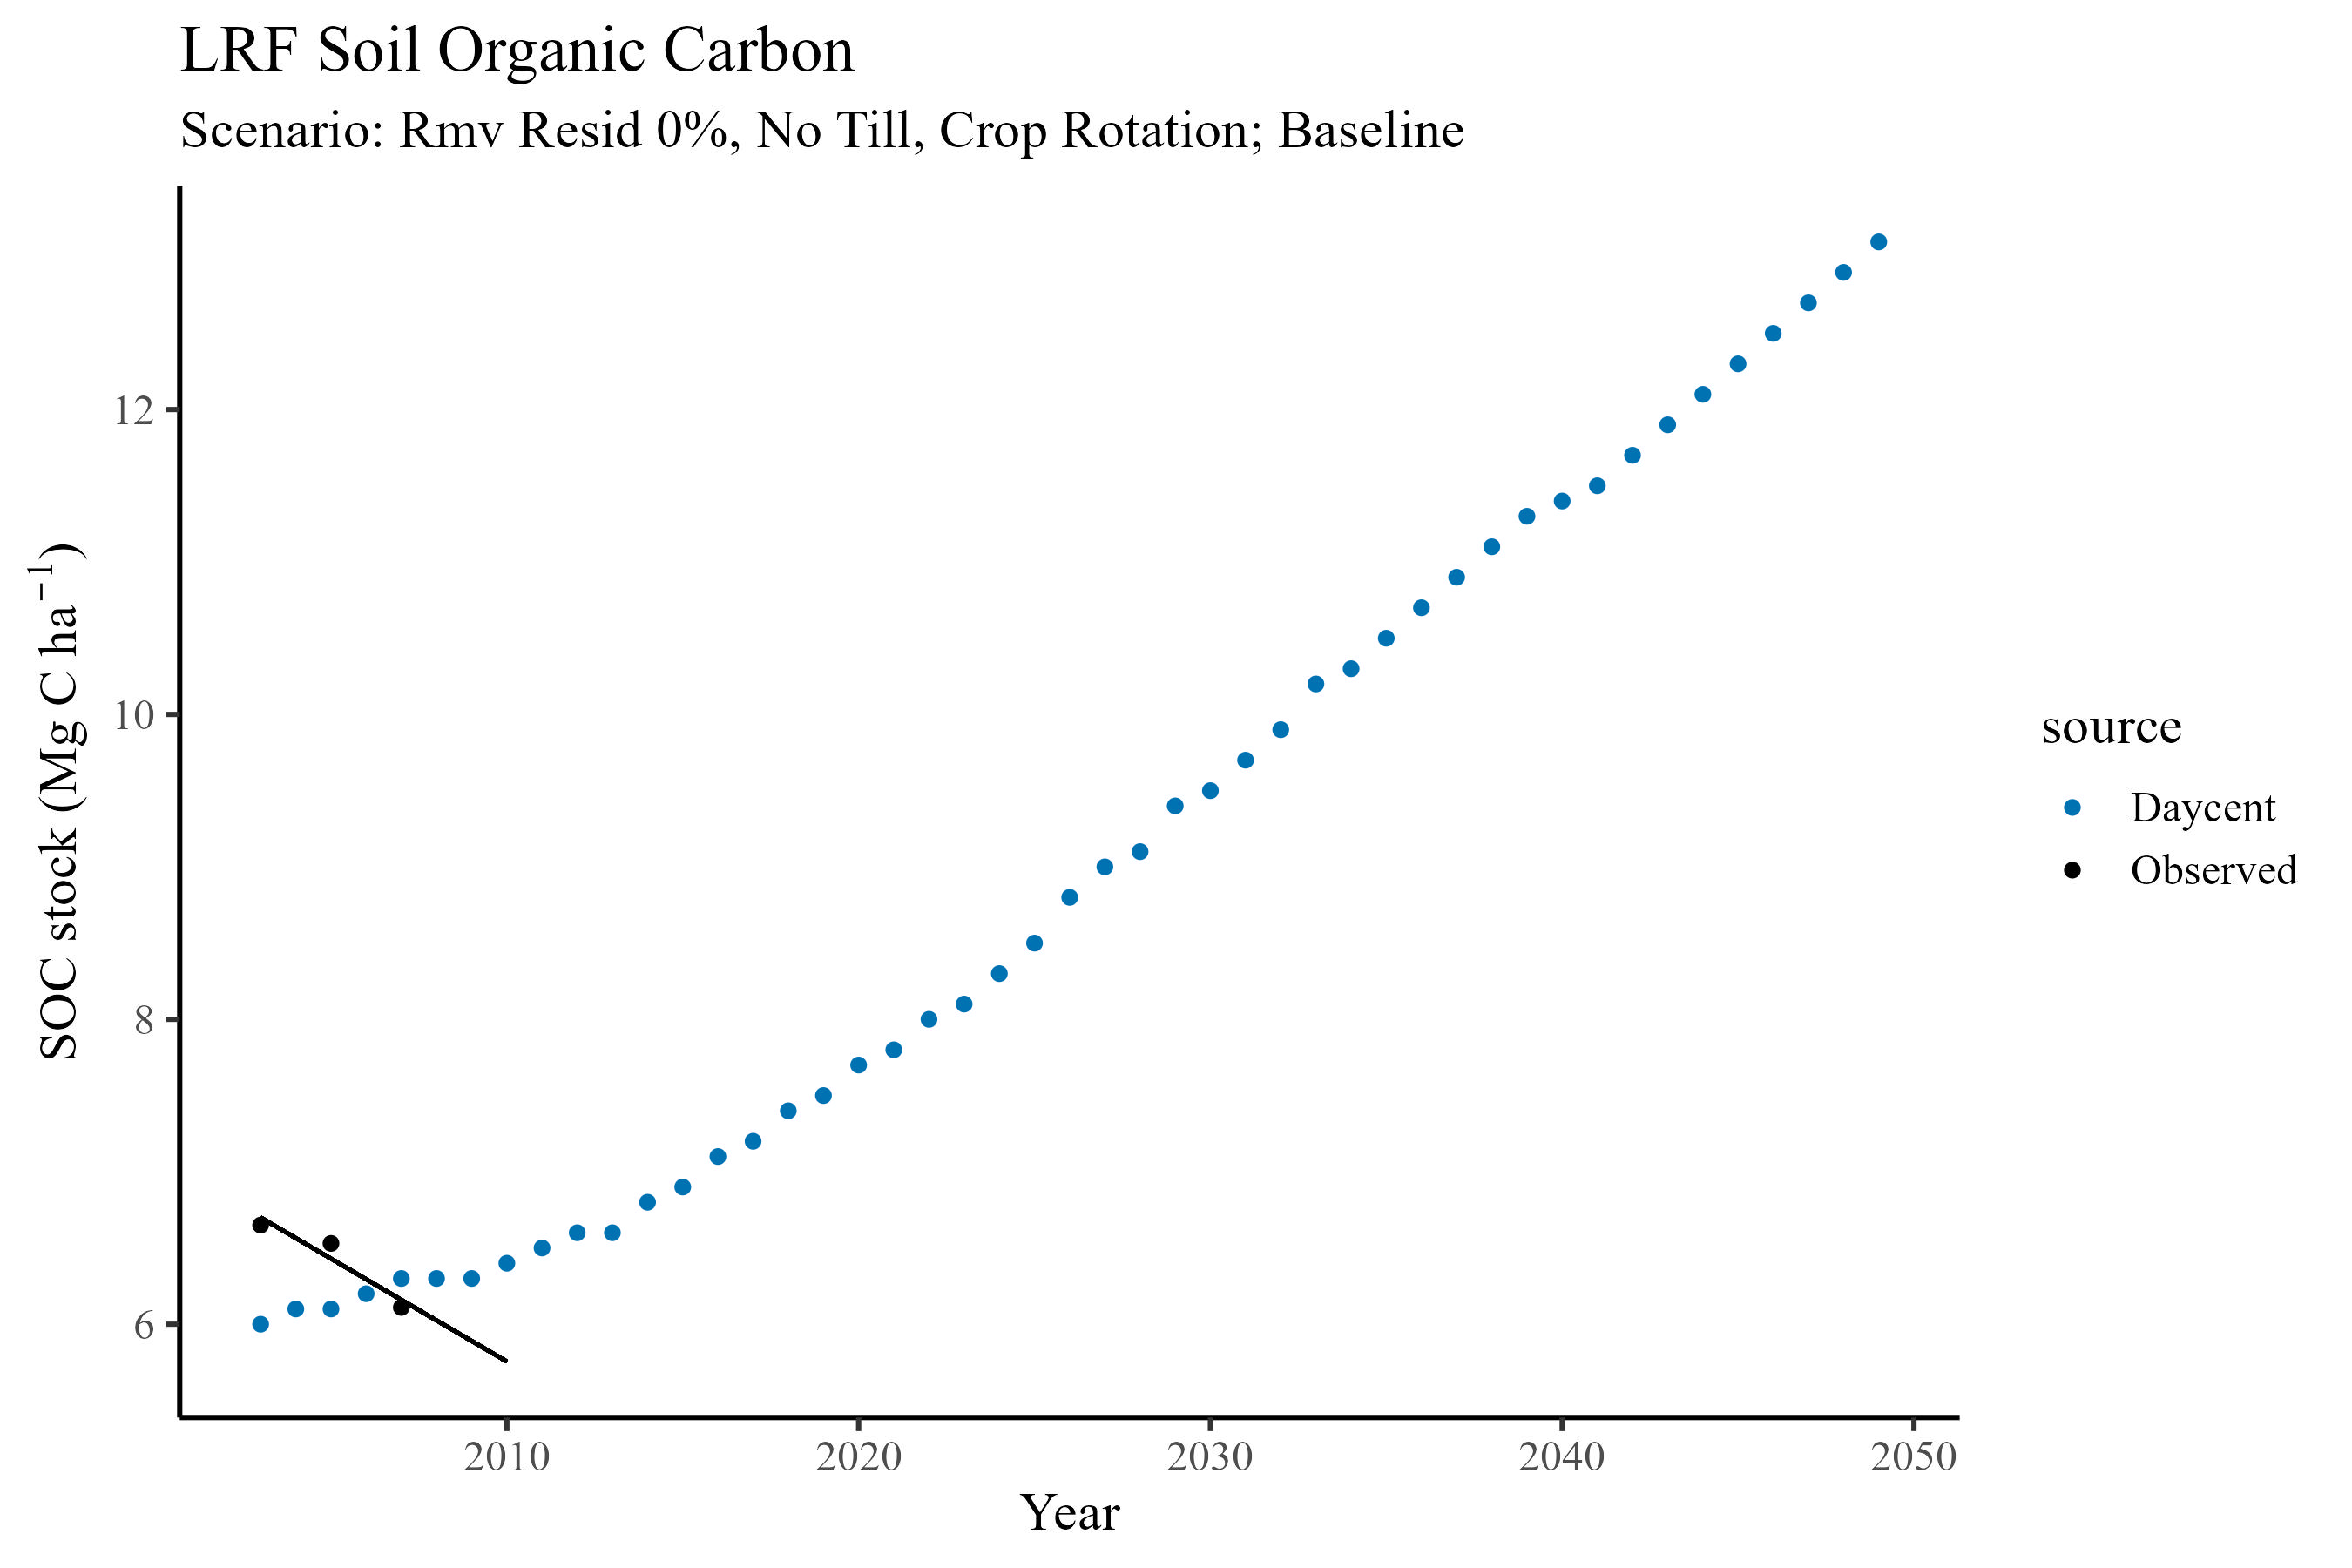 LRF Soil Organic Carbon
Scenario: Rmv Resid 0%, No Till, Crop Rotation; Baseline
SOC stock (Mg C ha⁻¹)
12
10
8
6
2010 2020 2030 2040 2050
Year
source
Daycent
Observed